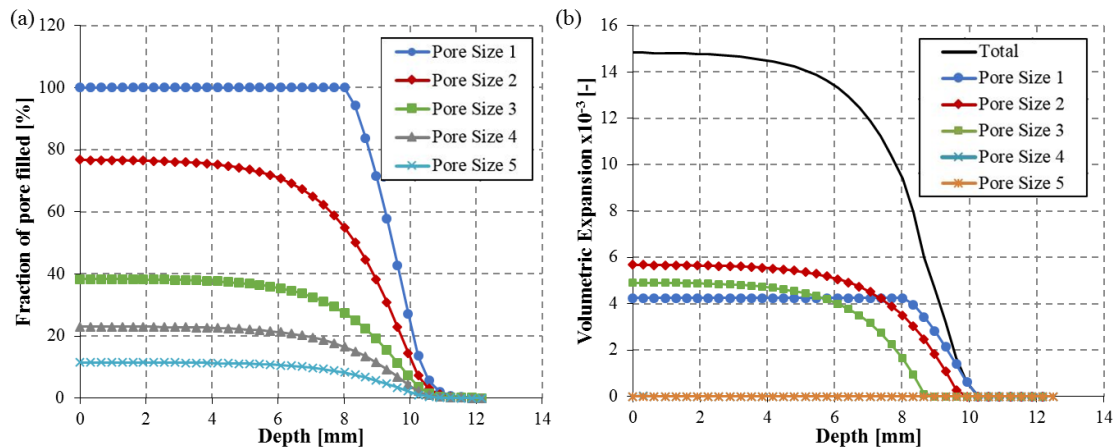 (a)
Fraction of pore filled [%]
120
100
80
60
40
20
0
0 2 4 6 8 10 12 14
Depth [mm]
Pore Size 1
Pore Size 2
Pore Size 3
Pore Size 4
Pore Size 5
(b)
Volumetric Expansion x10⁻³ [-]
16
14
12
10
8
6
4
2
0
0 2 4 6 8 10 12 14
Depth [mm]
Total
Pore Size 1
Pore Size 2
Pore Size 3
Pore Size 4
Pore Size 5